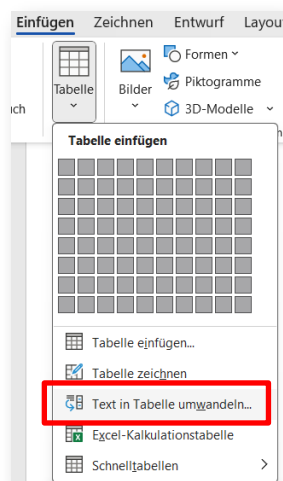 Einfügen Zeichnen Entwurf Layou
Formen
Tabelle Bilder Piktogramme
uch 3D-Modelle
Tabelle einfügen
Tabelle einfügen...
Tabelle zeichnen
Text in Tabelle umwandeln...
Excel-Kalkulationstabelle
Schnelltabellen